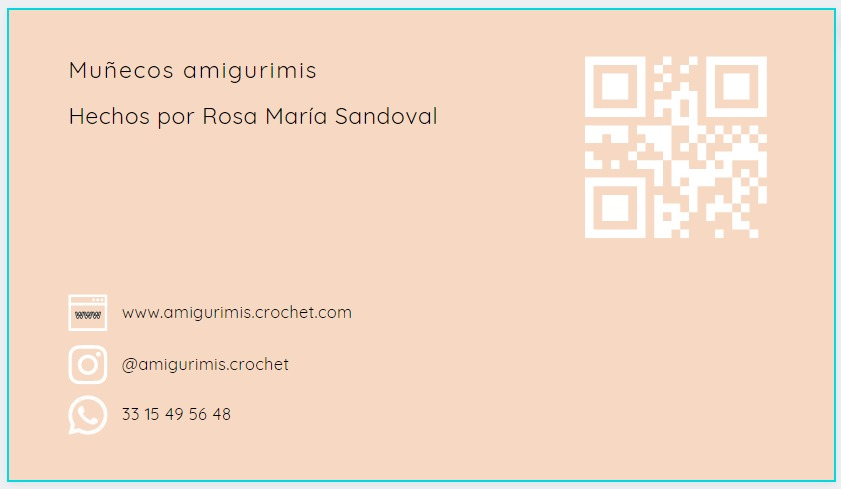 Muñecos amigurimis
Hechos por Rosa María Sandoval
www
www.amigurimis.crochet.com
@amigurimis.crochet
33 15 49 56 48